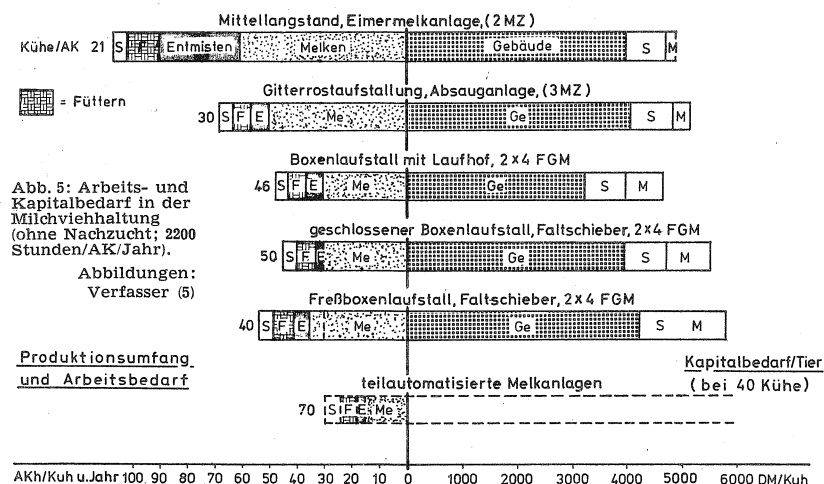 Mittellangstand, Eimermelkanlage, (2 MZ)
Kühe/AK 21 S F Entmisten Melken Gebäude S M
= Füttern
Gitterrostaufstallung, Absauganlage, (3MZ)
30 S F E Me Ge S M
Boxenlaufstall mit Laufhof, 2×4 FGM
46 S F E Me Ge S M
Abb. 5: Arbeits- und
Kapitalbedarf in der
Milchviehhaltung
(ohne Nachzucht; 2200
Stunden/AK/Jahr).
Abbildungen:
Verfasser (5)
geschlossener Boxenlaufstall, Faltschieber, 2×4 FGM
50 S F E Me Ge S M
Freßboxenlaufstall, Faltschieber, 2×4 FGM
40 S F E Me Ge S M
Produktionsumfang
und Arbeitsbedarf
Kapitalbedarf/Tier
(bei 40 Kühe)
teilautomatisierte Melkanlagen
70 S F E Me
AKh/Kuh u. Jahr 100 90 80 70 60 50 40 30 20 10 0 1000 2000 3000 4000 5000 6000 DM/Kuh